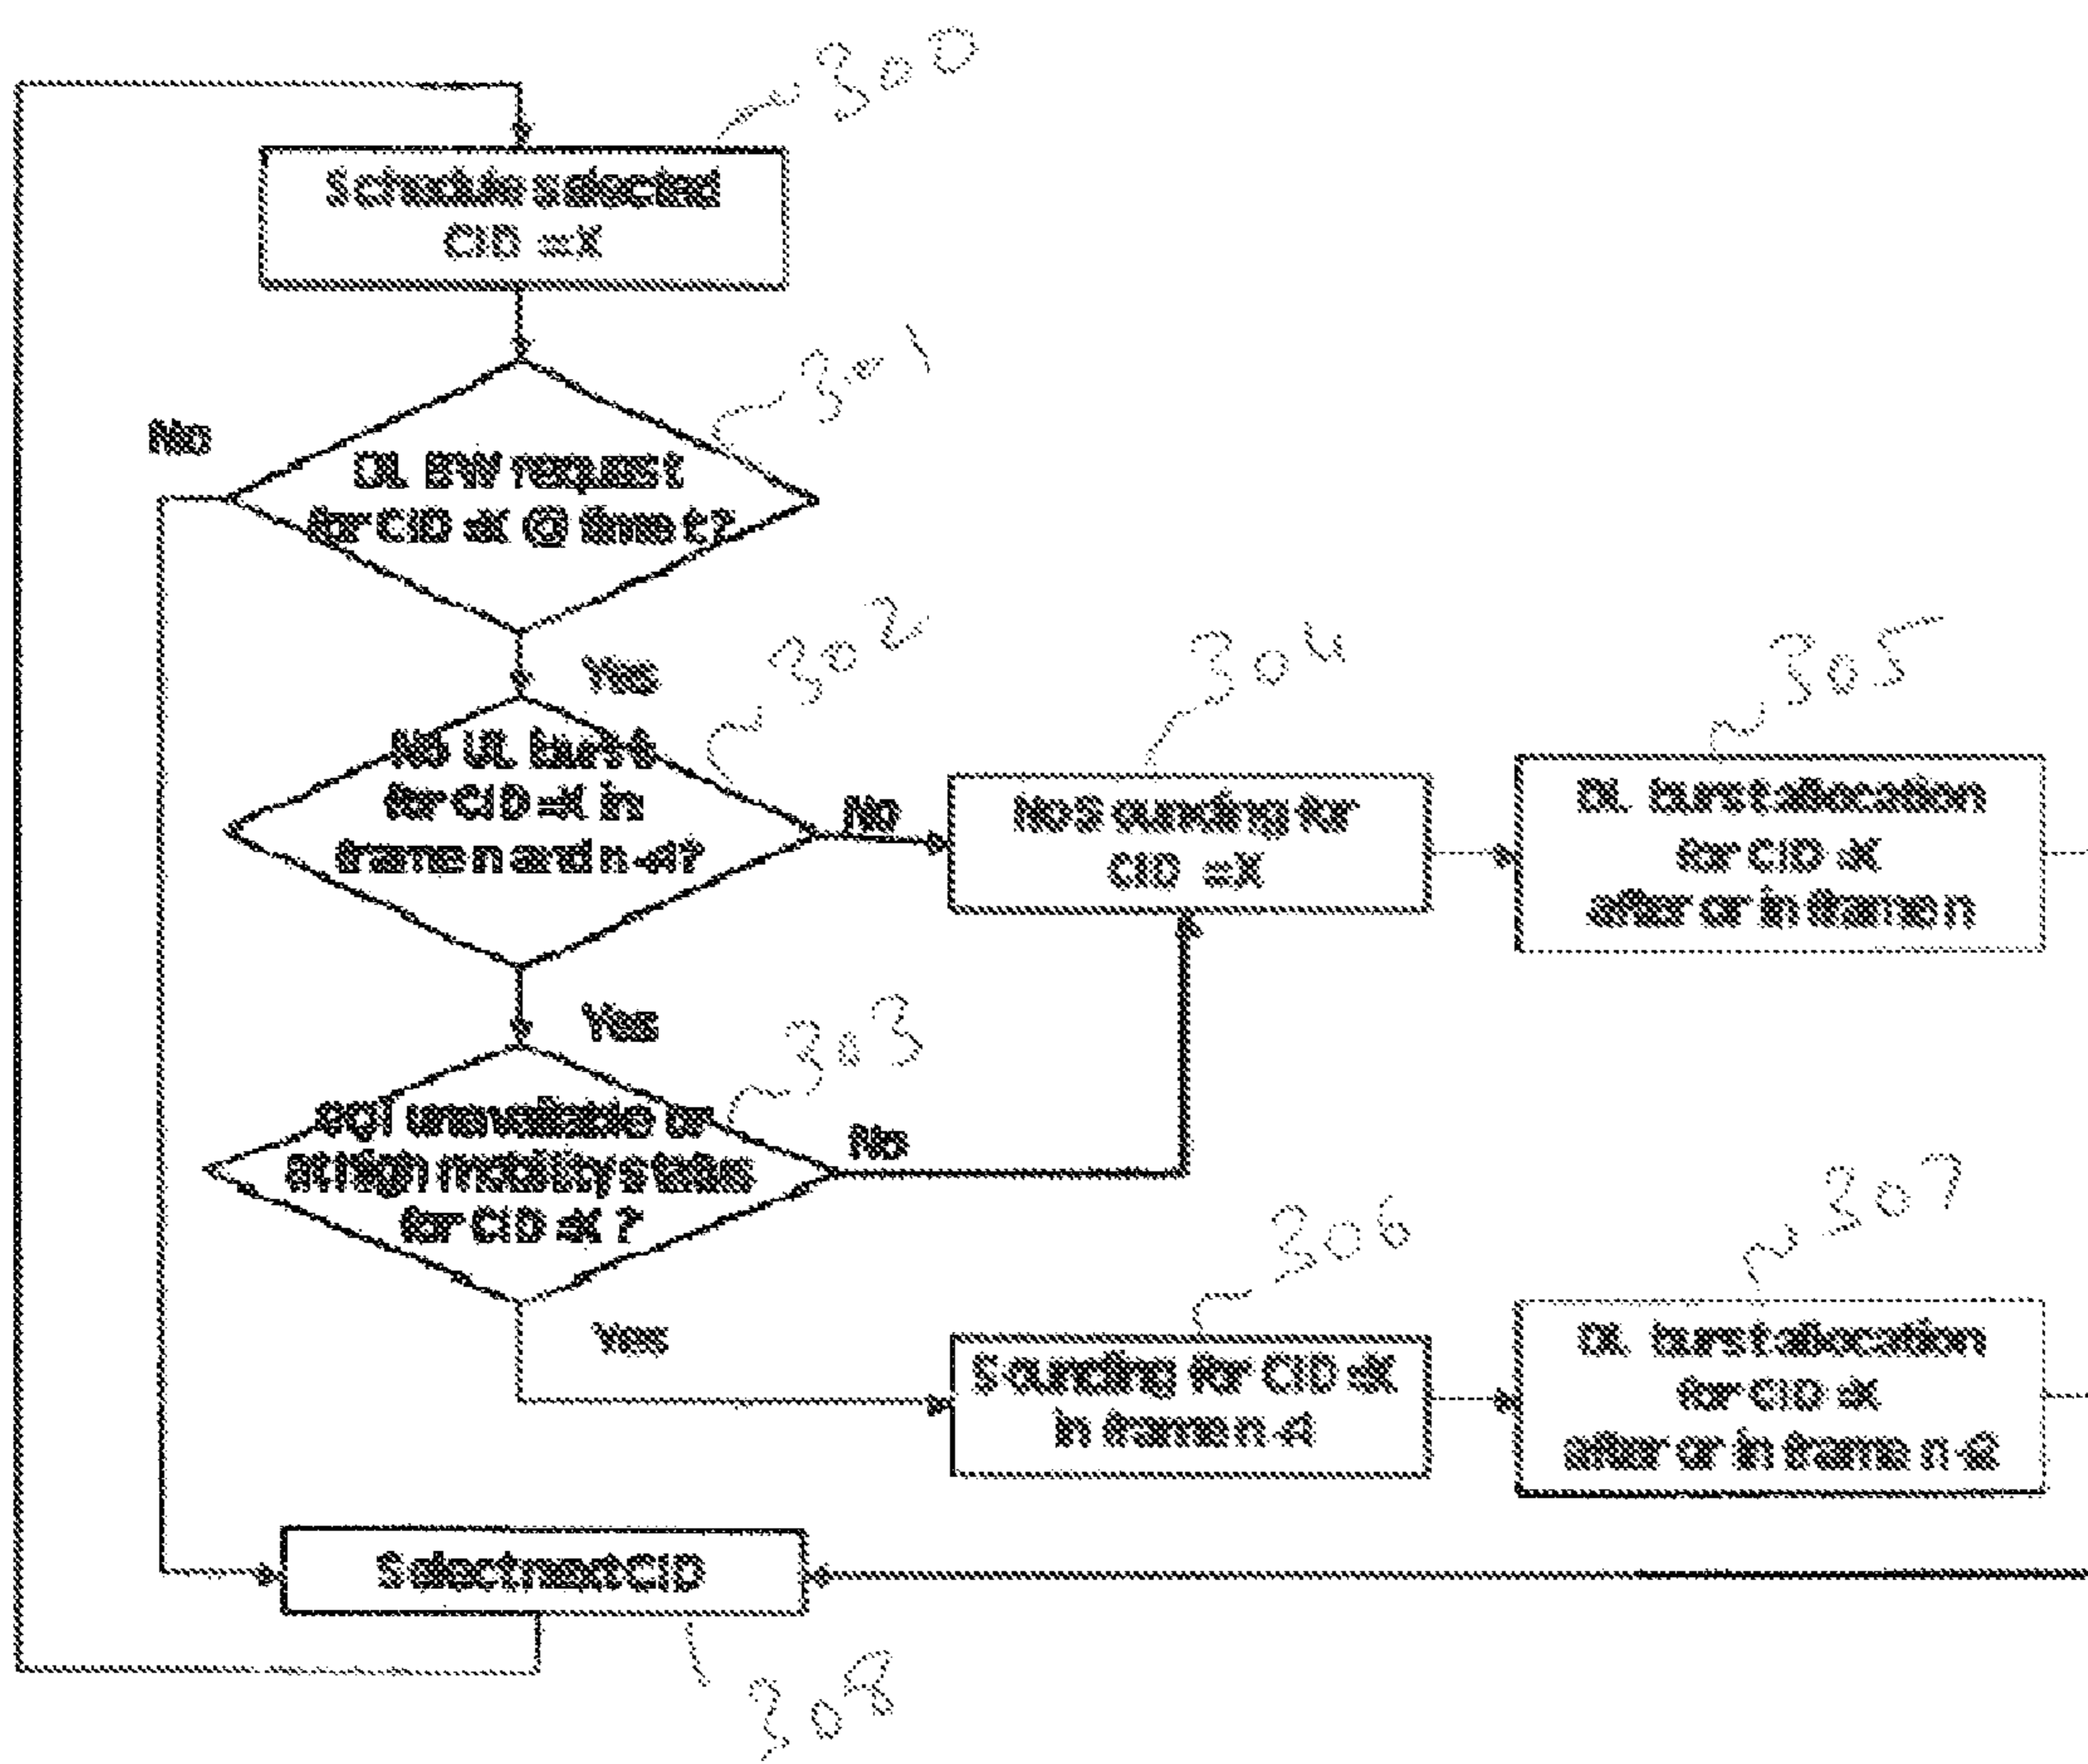 300
Schedule selected
CID =X
301
No
DL BW request
for CID =X @ time t?
302
Yes
304
305
No UL burst
for CID =X in
frame n and n+1?
No
No Sounding for
CID =X
DL burst allocation
for CID =X
after or in frame n
Yes
303
CQI unavailable or
at High mobility status
for CID =X ?
No
306
307
Yes
Sounding for CID =X
in frame n+1
DL burst allocation
for CID =X
after or in frame n+2
Select next CID
308